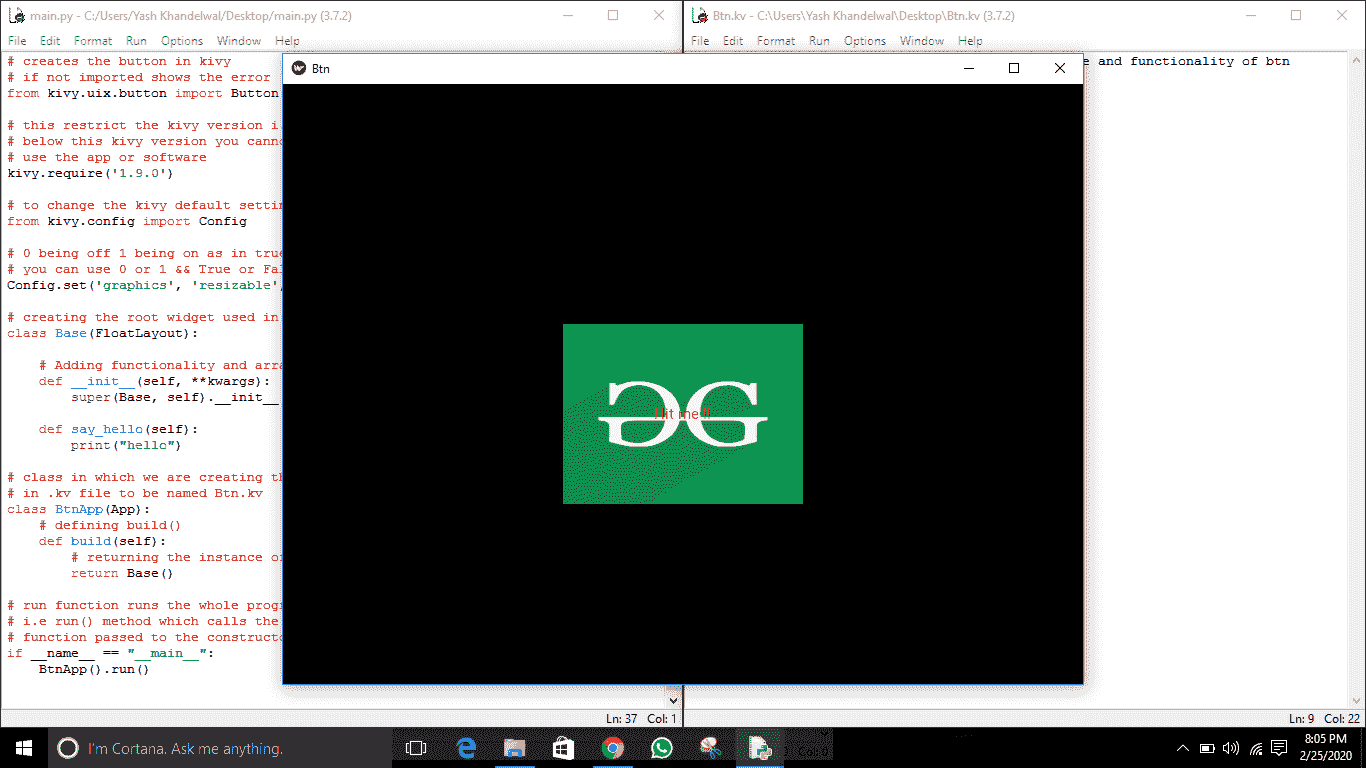 main.py - C:/Users/Yash Khandelwal/Desktop/main.py (3.7.2)
File Edit Format Run Options Window Help
# creates the button in kivy
# if not imported shows the error
from kivy.uix.button import Button
# this restrict the kivy version i
# below this kivy version you canno
# use the app or software
kivy.require('1.9.0')
# to change the kivy default settin
from kivy.config import Config
# 0 being off 1 being on as in true
# you can use 0 or 1 && True or Fal
Config.set('graphics', 'resizable',
# creating the root widget used in
class Base(FloatLayout):
# Adding functionality and arra
def __init__(self, **kwargs):
super(Base, self).__init__
def say_hello(self):
print("hello")
# class in which we are creating th
# in .kv file to be named Btn.kv
class BtnApp(App):
# defining build()
def build(self):
# returning the instance o
return Base()
# run function runs the whole prog
# i.e run() method which calls the
# function passed to the constructo
if __name__ == "__main__":
BtnApp().run()
Ln: 37 Col: 1
Btn.kv - C:\Users\Yash Khandelwal\Desktop\Btn.kv (3.7.2)
File Edit Format Run Options Window Help
e and functionality of btn
Ln: 9 Col: 22
Btn
Hit me !!
I'm Cortana. Ask me anything.
8:05 PM
2/25/2020